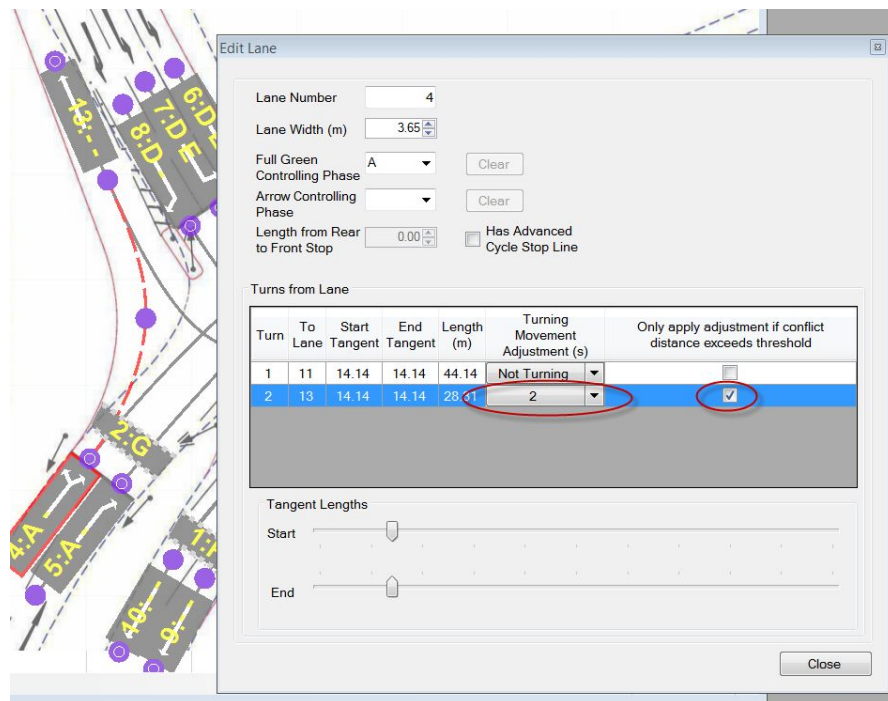 Edit Lane
Lane Number 4
Lane Width (m) 3.65
Full Green
Controlling Phase A Clear
Arrow Controlling
Phase Clear
Length from Rear
to Front Stop 0.00 Has Advanced
Cycle Stop Line
Turns from Lane
Turn To Lane Start Tangent End Tangent Length (m) Turning Movement Adjustment (s) Only apply adjustment if conflict distance exceeds threshold
1 11 14.14 14.14 44.14 Not Turning
2 13 14.14 14.14 28.81 2
Tangent Lengths
Start
End
Close
13:-
8:D
7:D E
6:D
2:G
4:A
5:A
10:-
9:-